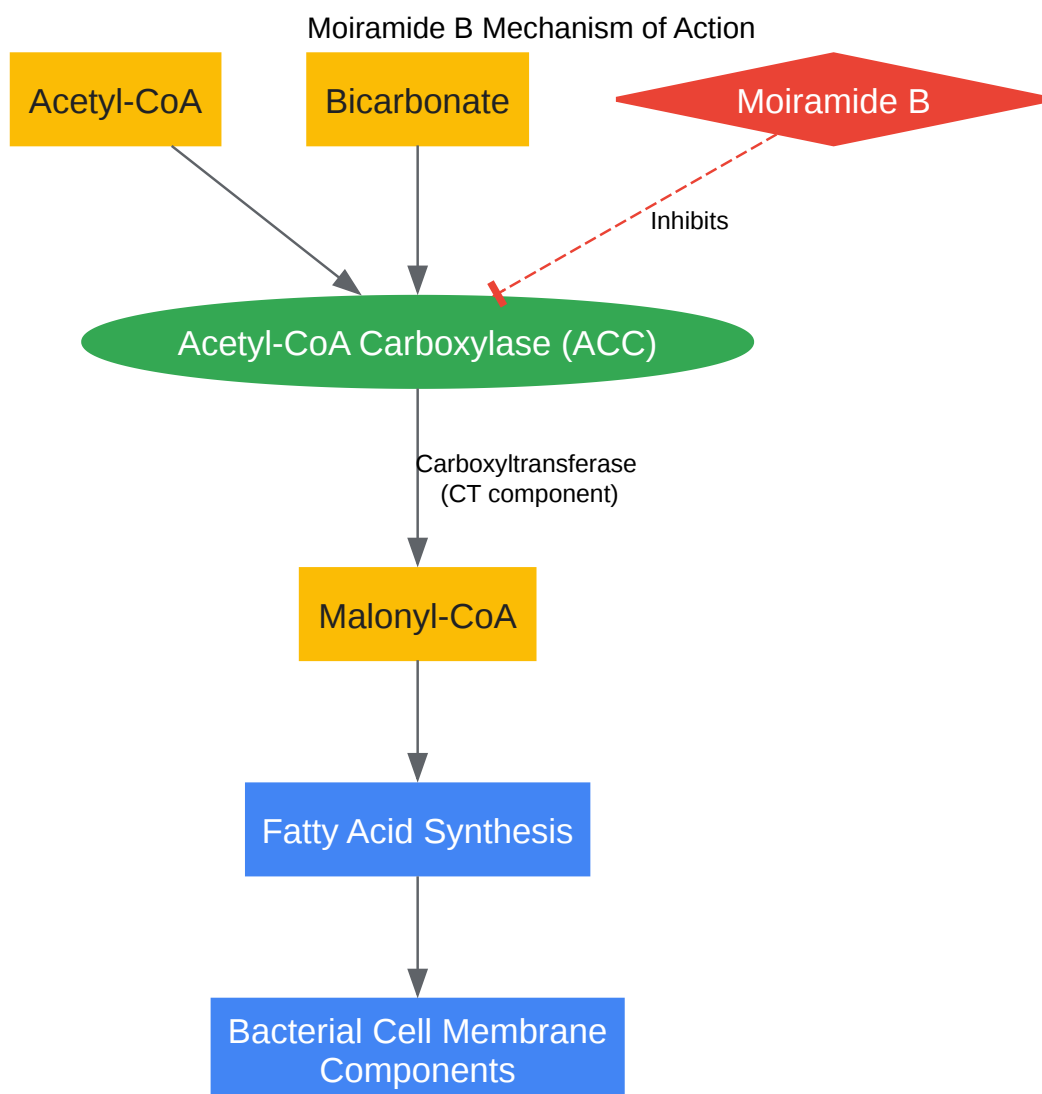 Moiramide B Mechanism of Action
Acetyl-CoA
Bicarbonate
Moiramide B
Inhibits
Acetyl-CoA Carboxylase (ACC)
Carboxyltransferase
(CT component)
Malonyl-CoA
Fatty Acid Synthesis
Bacterial Cell Membrane
Components